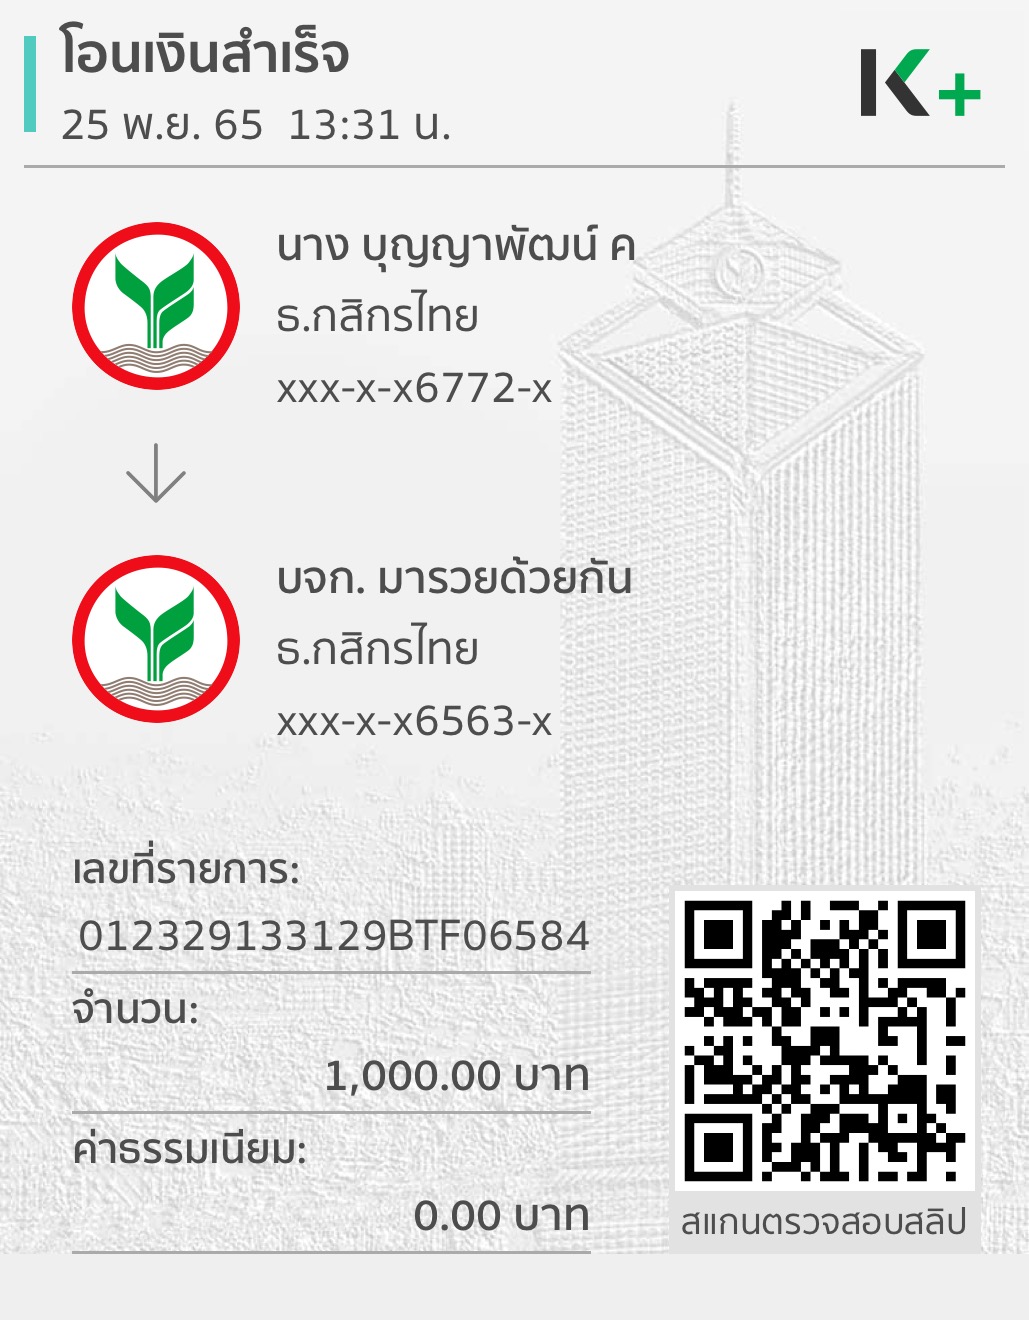 โอนเงินสำเร็จ
25 พ.ย. 65  13:31 น.
K+
นาง บุญญาพัฒน์ ค
ธ.กสิกรไทย
xxx-x-x6772-x
บจก. มารวยด้วยกัน
ธ.กสิกรไทย
xxx-x-x6563-x
เลขที่รายการ:
012329133129BTF06584
จำนวน:
1,000.00 บาท
ค่าธรรมเนียม:
0.00 บาท
สแกนตรวจสอบสลิป